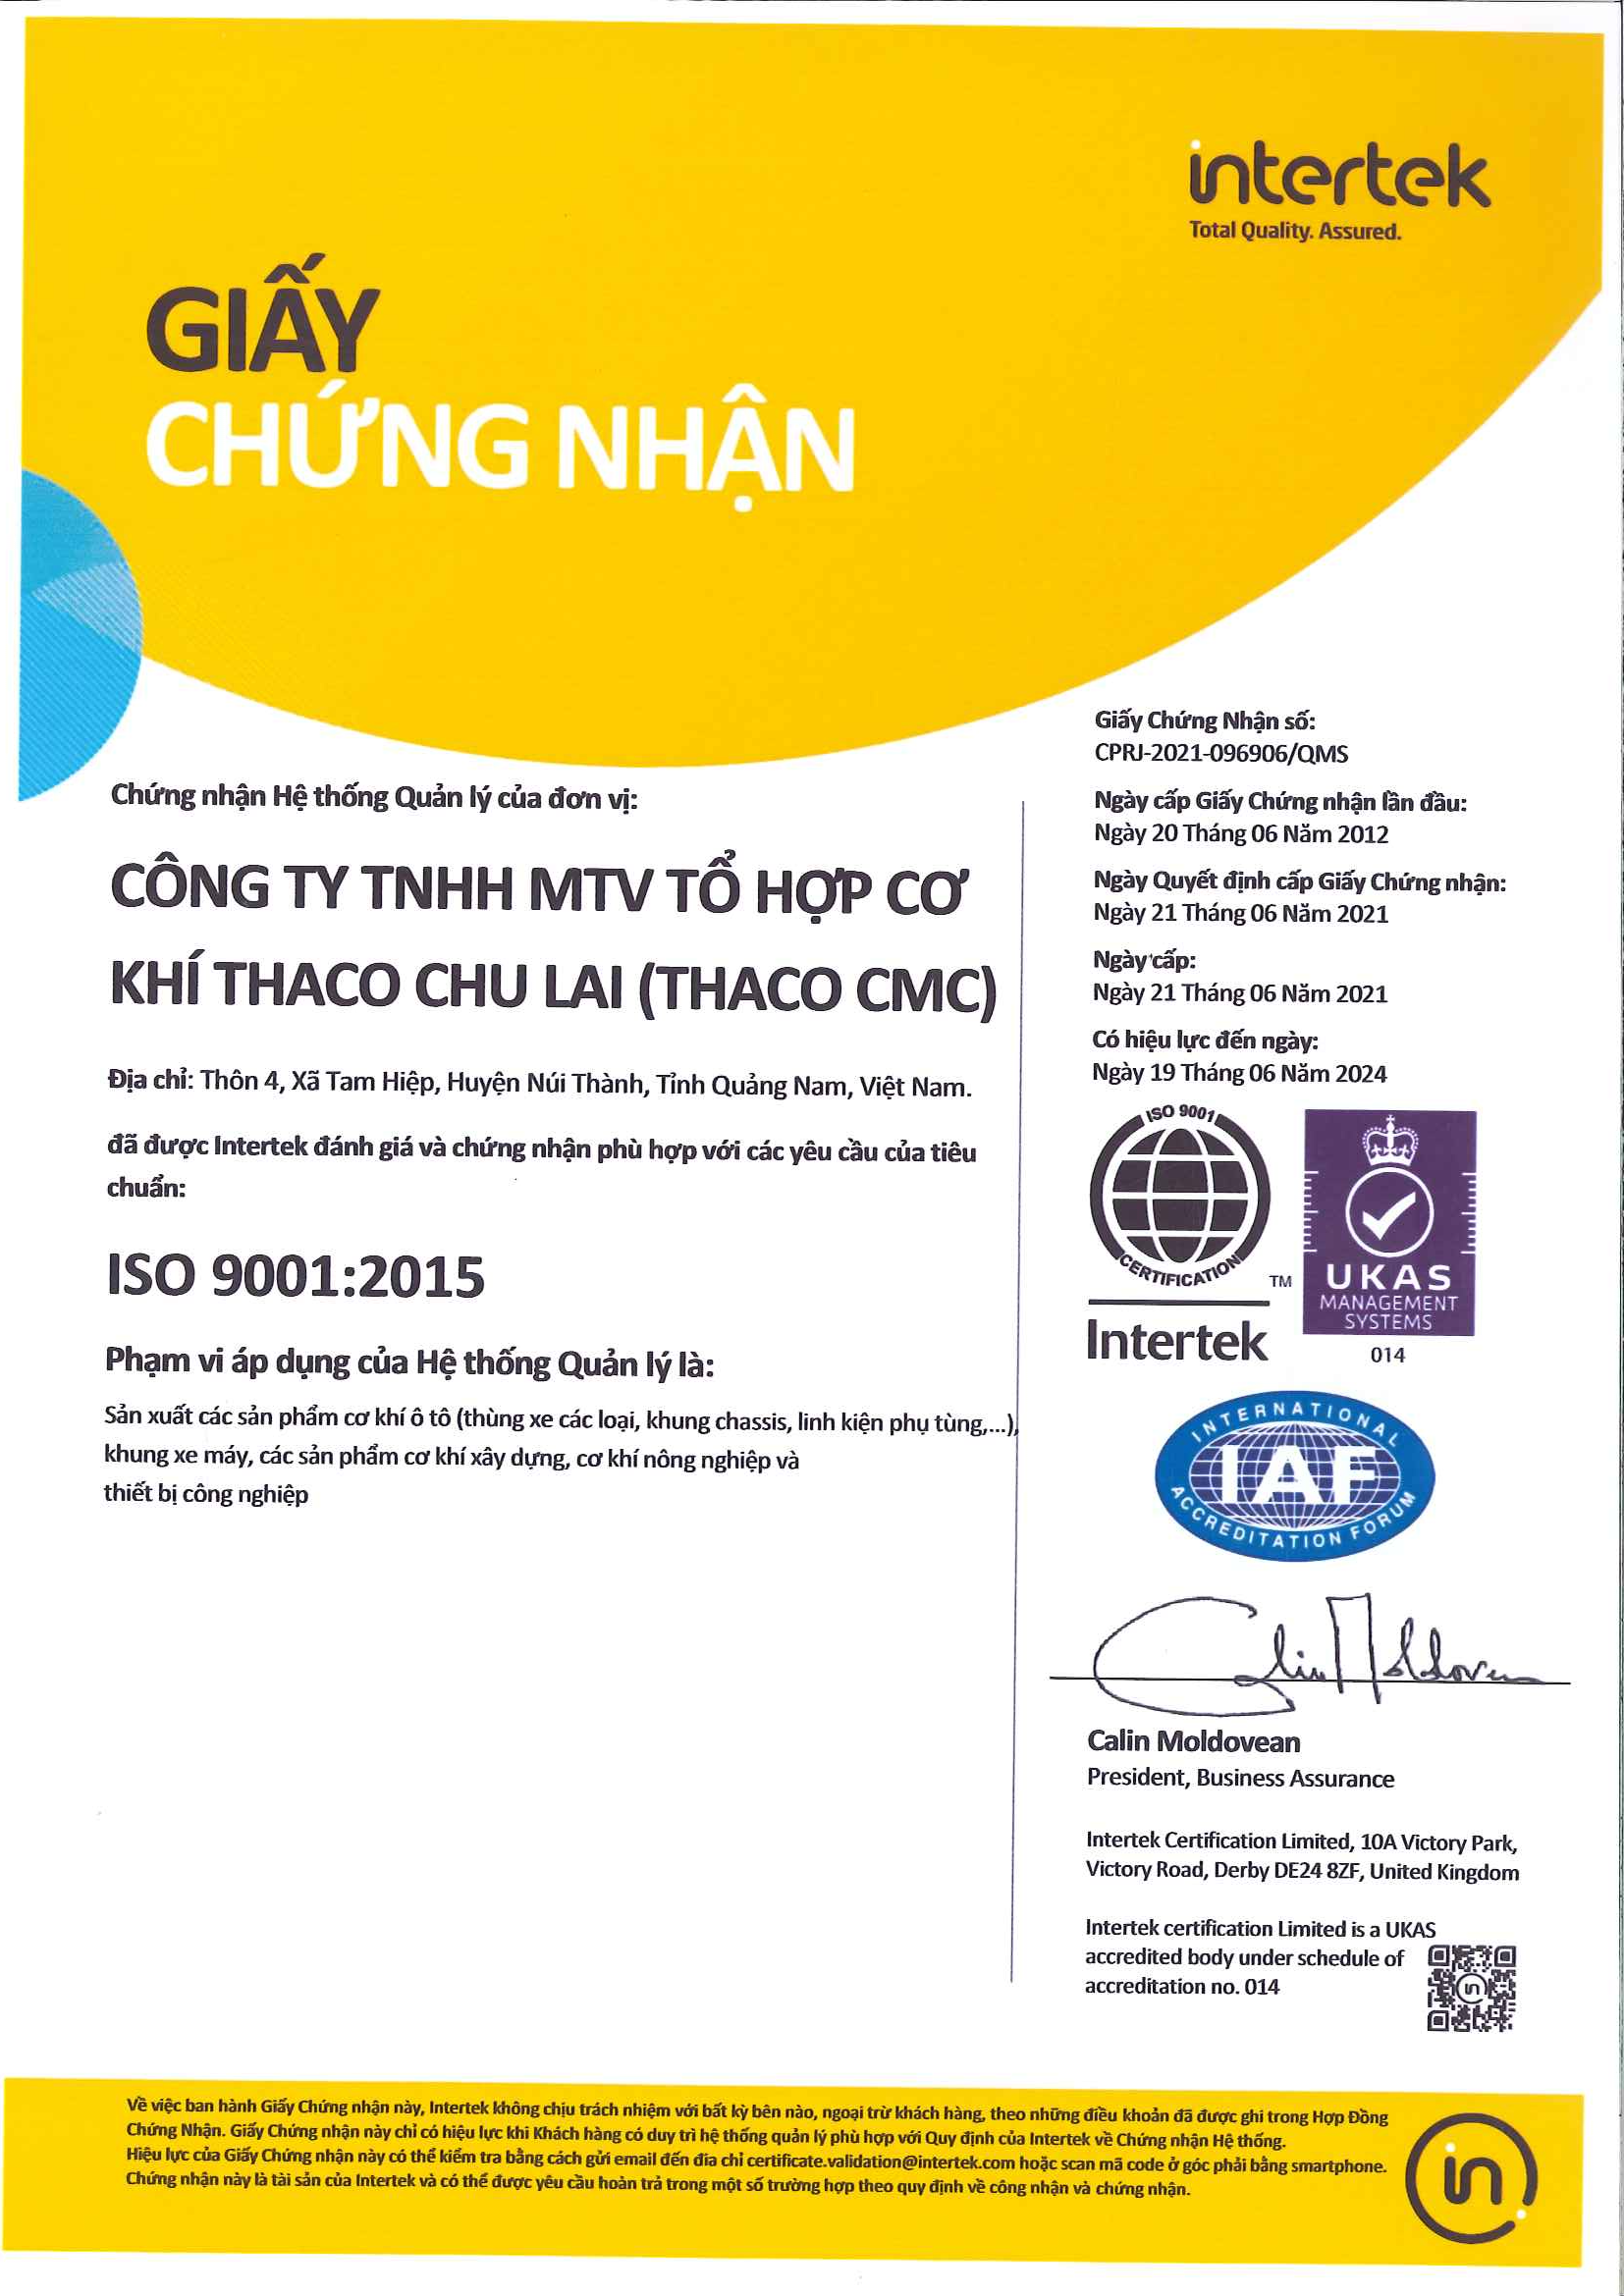 intertek
Total Quality. Assured.
GIẤY
CHỨNG NHẬN
Chứng nhận Hệ thống Quản lý của đơn vị:
CÔNG TY TNHH MTV TỔ HỢP CƠ
KHÍ THACO CHU LAI (THACO CMC)
Địa chỉ: Thôn 4, Xã Tam Hiệp, Huyện Núi Thành, Tỉnh Quảng Nam, Việt Nam.
đã được Intertek đánh giá và chứng nhận phù hợp với các yêu cầu của tiêu
chuẩn:
ISO 9001:2015
Phạm vi áp dụng của Hệ thống Quản lý là:
Sản xuất các sản phẩm cơ khí ô tô (thùng xe các loại, khung chassis, linh kiện phụ tùng,...),
khung xe máy, các sản phẩm cơ khí xây dựng, cơ khí nông nghiệp và
thiết bị công nghiệp
Giấy Chứng Nhận số:
CPRJ-2021-096906/QMS
Ngày cấp Giấy Chứng nhận lần đầu:
Ngày 20 Tháng 06 Năm 2012
Ngày Quyết định cấp Giấy Chứng nhận:
Ngày 21 Tháng 06 Năm 2021
Ngày cấp:
Ngày 21 Tháng 06 Năm 2021
Có hiệu lực đến ngày:
Ngày 19 Tháng 06 Năm 2024
ISO 9001
CERTIFICATION
TM
Intertek
UKAS
MANAGEMENT
SYSTEMS
014
INTERNATIONAL
IAF
ACCREDITATION FORUM
Calin Moldovean
Calin Moldovean
President, Business Assurance
Intertek Certification Limited, 10A Victory Park,
Victory Road, Derby DE24 8ZF, United Kingdom
Intertek certification Limited is a UKAS
accredited body under schedule of
accreditation no. 014
in
Về việc ban hành Giấy Chứng nhận này, Intertek không chịu trách nhiệm với bất kỳ bên nào, ngoại trừ khách hàng, theo những điều khoản đã được ghi trong Hợp Đồng
Chứng Nhận. Giấy Chứng nhận này chỉ có hiệu lực khi Khách hàng có duy trì hệ thống quản lý phù hợp với Quy định của Intertek về Chứng nhận Hệ thống.
Hiệu lực của Giấy Chứng nhận này có thể kiểm tra bằng cách gửi email đến đia chỉ certificate.validation@intertek.com hoặc scan mã code ở góc phải bằng smartphone.
Chứng nhận này là tài sản của Intertek và có thể được yêu cầu hoàn trả trong một số trường hợp theo quy định về công nhận và chứng nhận.
in